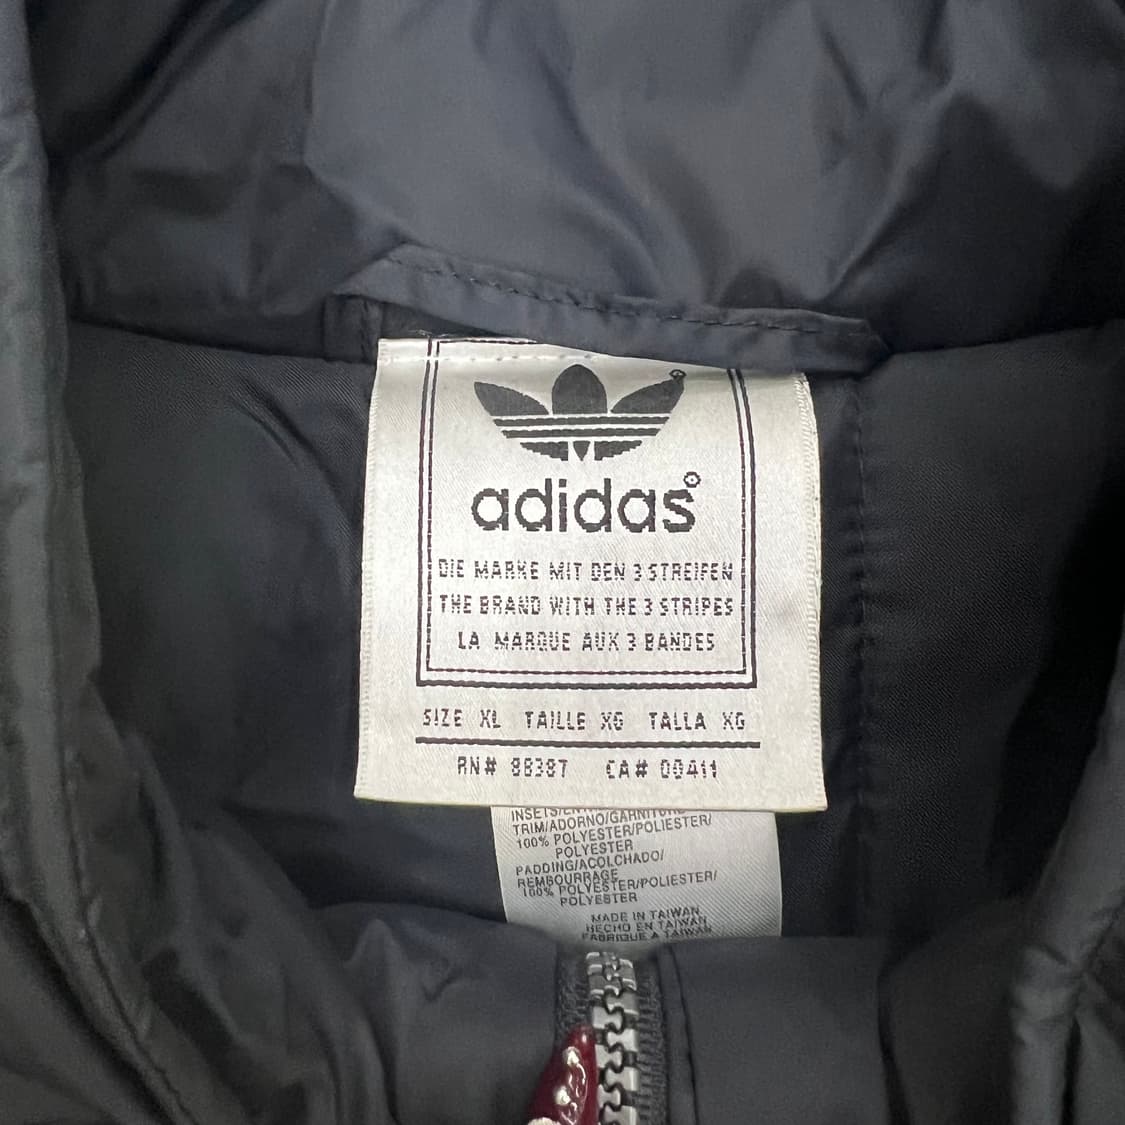 adidas®
DIE MARKE MIT DEN 3 STREIFEN
THE BRAND WITH THE 3 STRIPES
LA MARQUE AUX 3 BANDES
SIZE XL TAILLE XG TALLA XG
RN# 88387 CA# 00411
TRIM/ADORNO/GARNITURE
100% POLYESTER/POLIESTER/
POLYESTER
PADDING/ACOLCHADO/
REMBOURRAGE
100% POLYESTER/POLIESTER/
POLYESTER
MADE IN TAIWAN
HECHO EN TAIWAN
FABRIQUE A TAIWAN